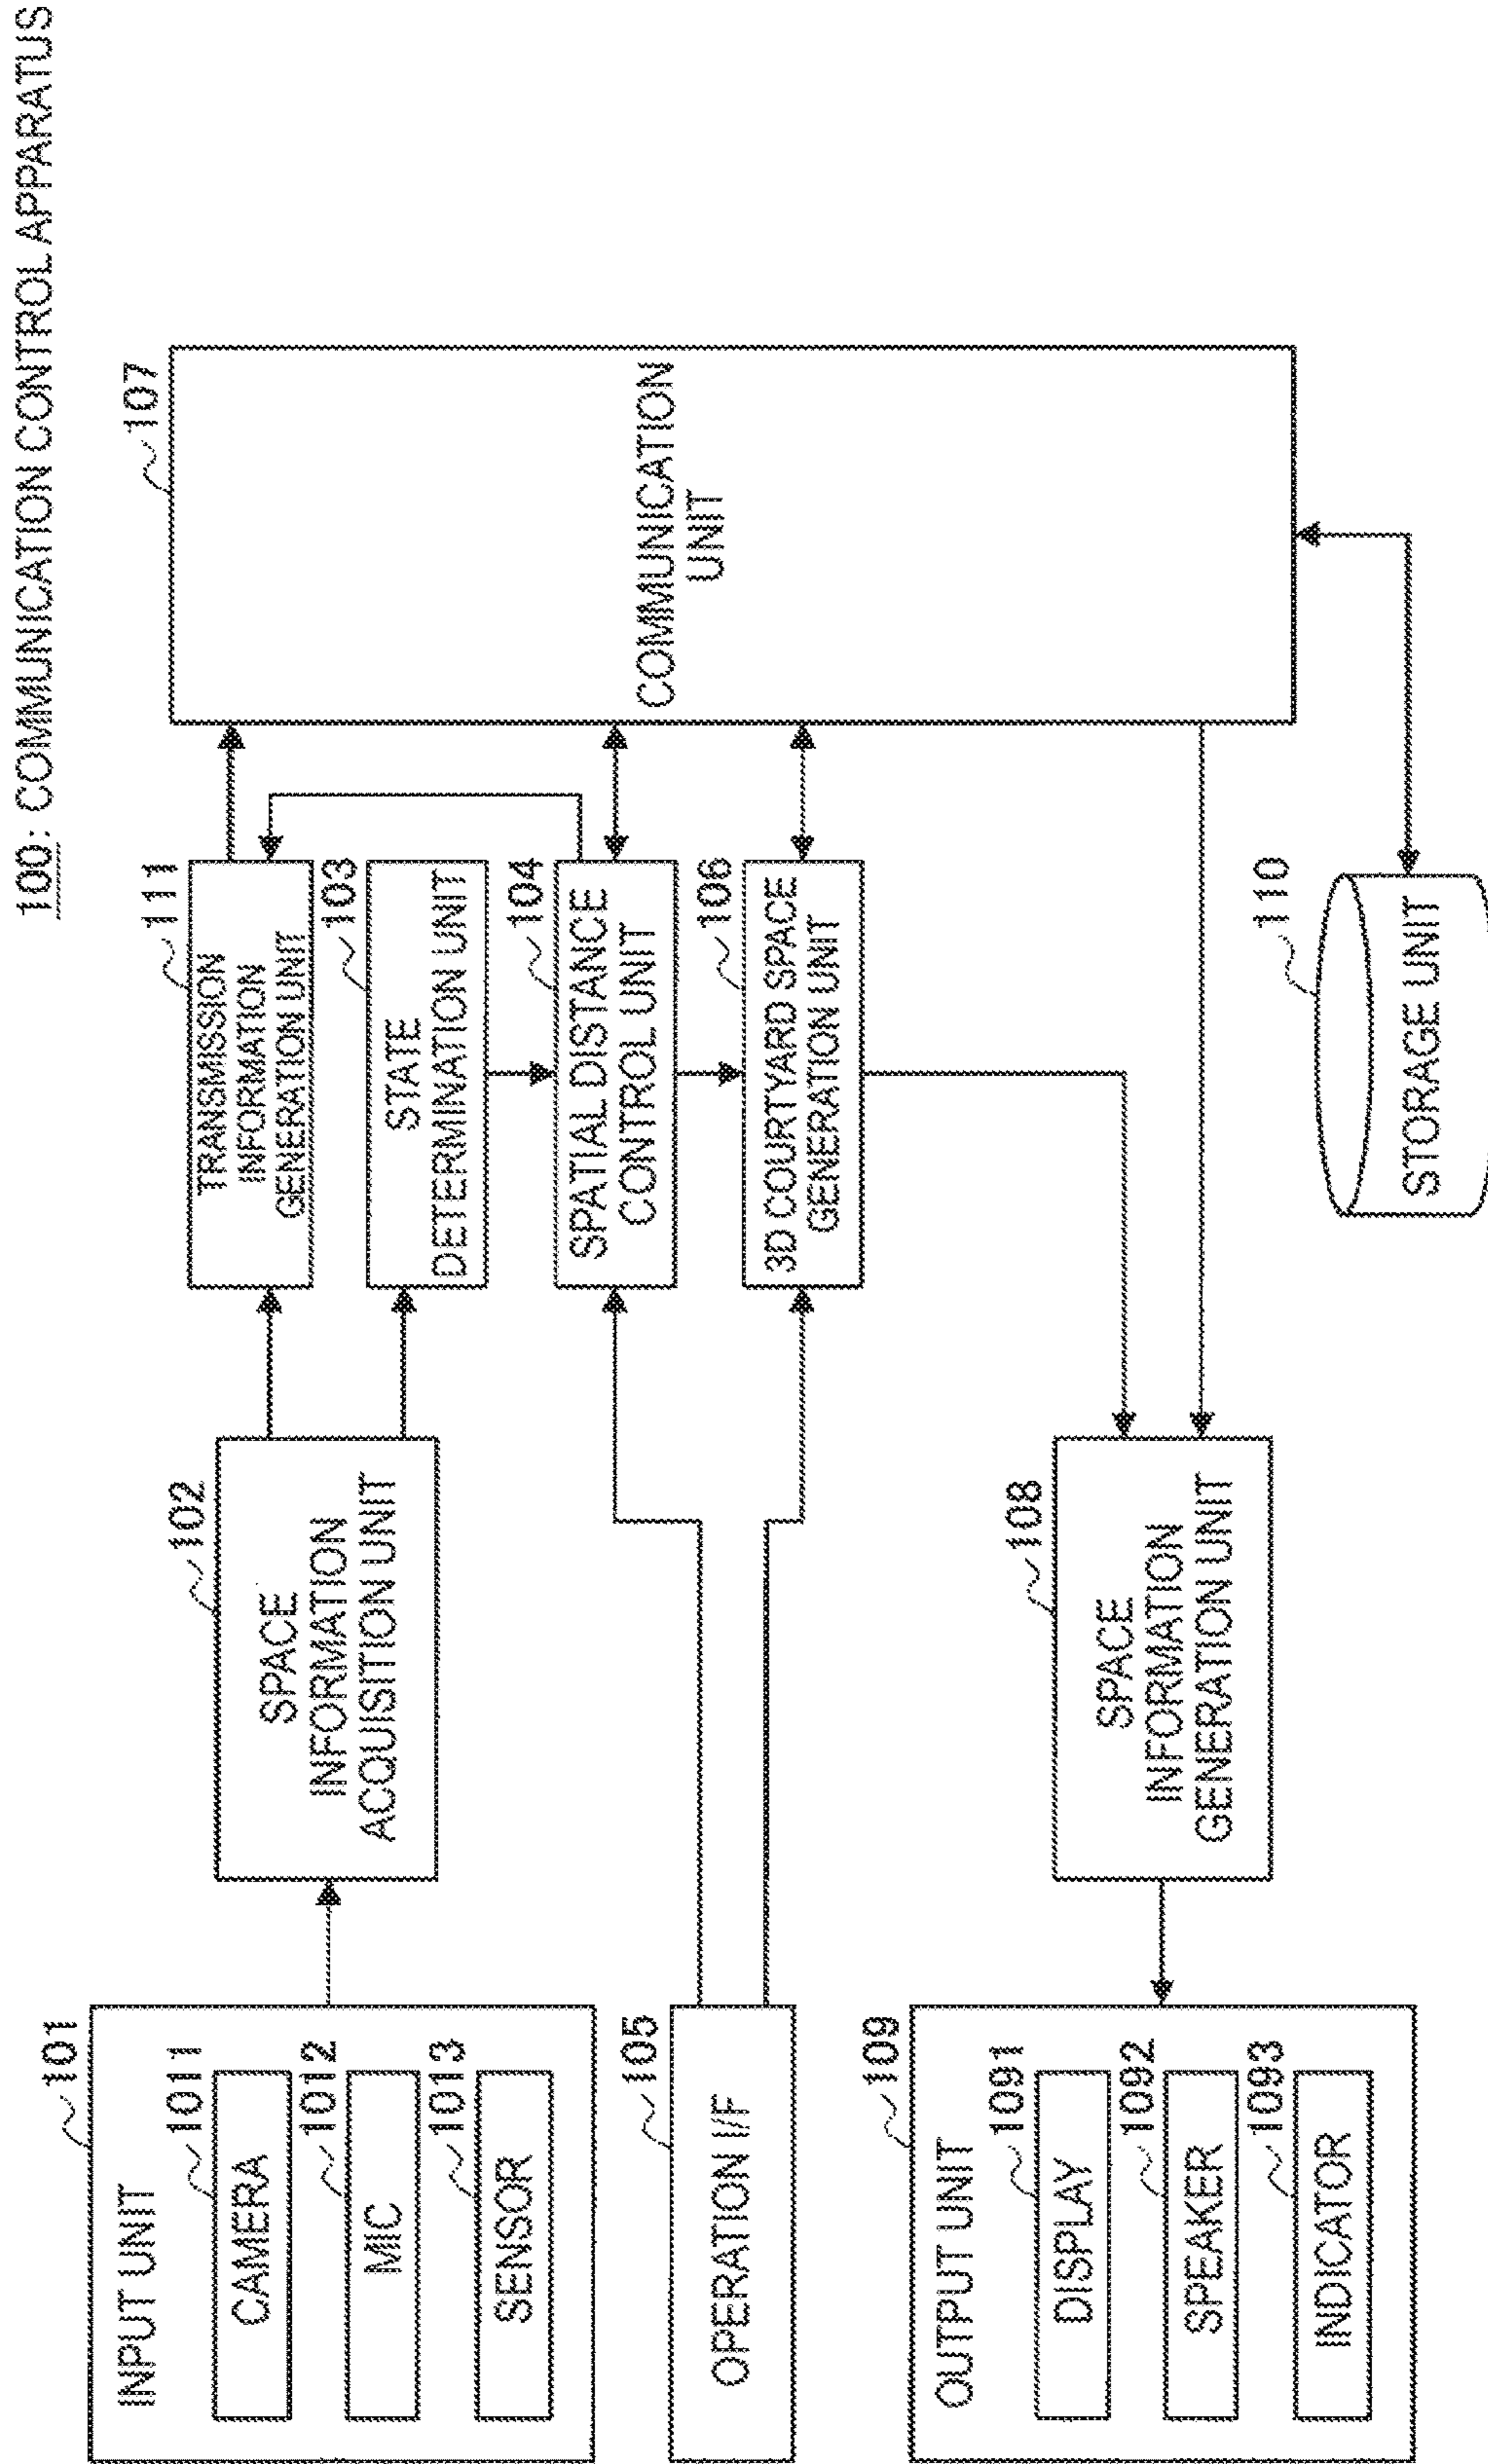 100: COMMUNICATION CONTROL APPARATUS
101
INPUT UNIT
1011
CAMERA
1012
MIC
1013
SENSOR
105
OPERATION I/F
109
OUTPUT UNIT
1091
DISPLAY
1092
SPEAKER
1093
INDICATOR
102
SPACE
INFORMATION
ACQUISITION UNIT
108
SPACE
INFORMATION
GENERATION UNIT
111
TRANSMISSION
INFORMATION
GENERATION UNIT
103
STATE
DETERMINATION UNIT
104
SPATIAL DISTANCE
CONTROL UNIT
106
3D COURTYARD SPACE
GENERATION UNIT
107
COMMUNICATION
UNIT
110
STORAGE UNIT